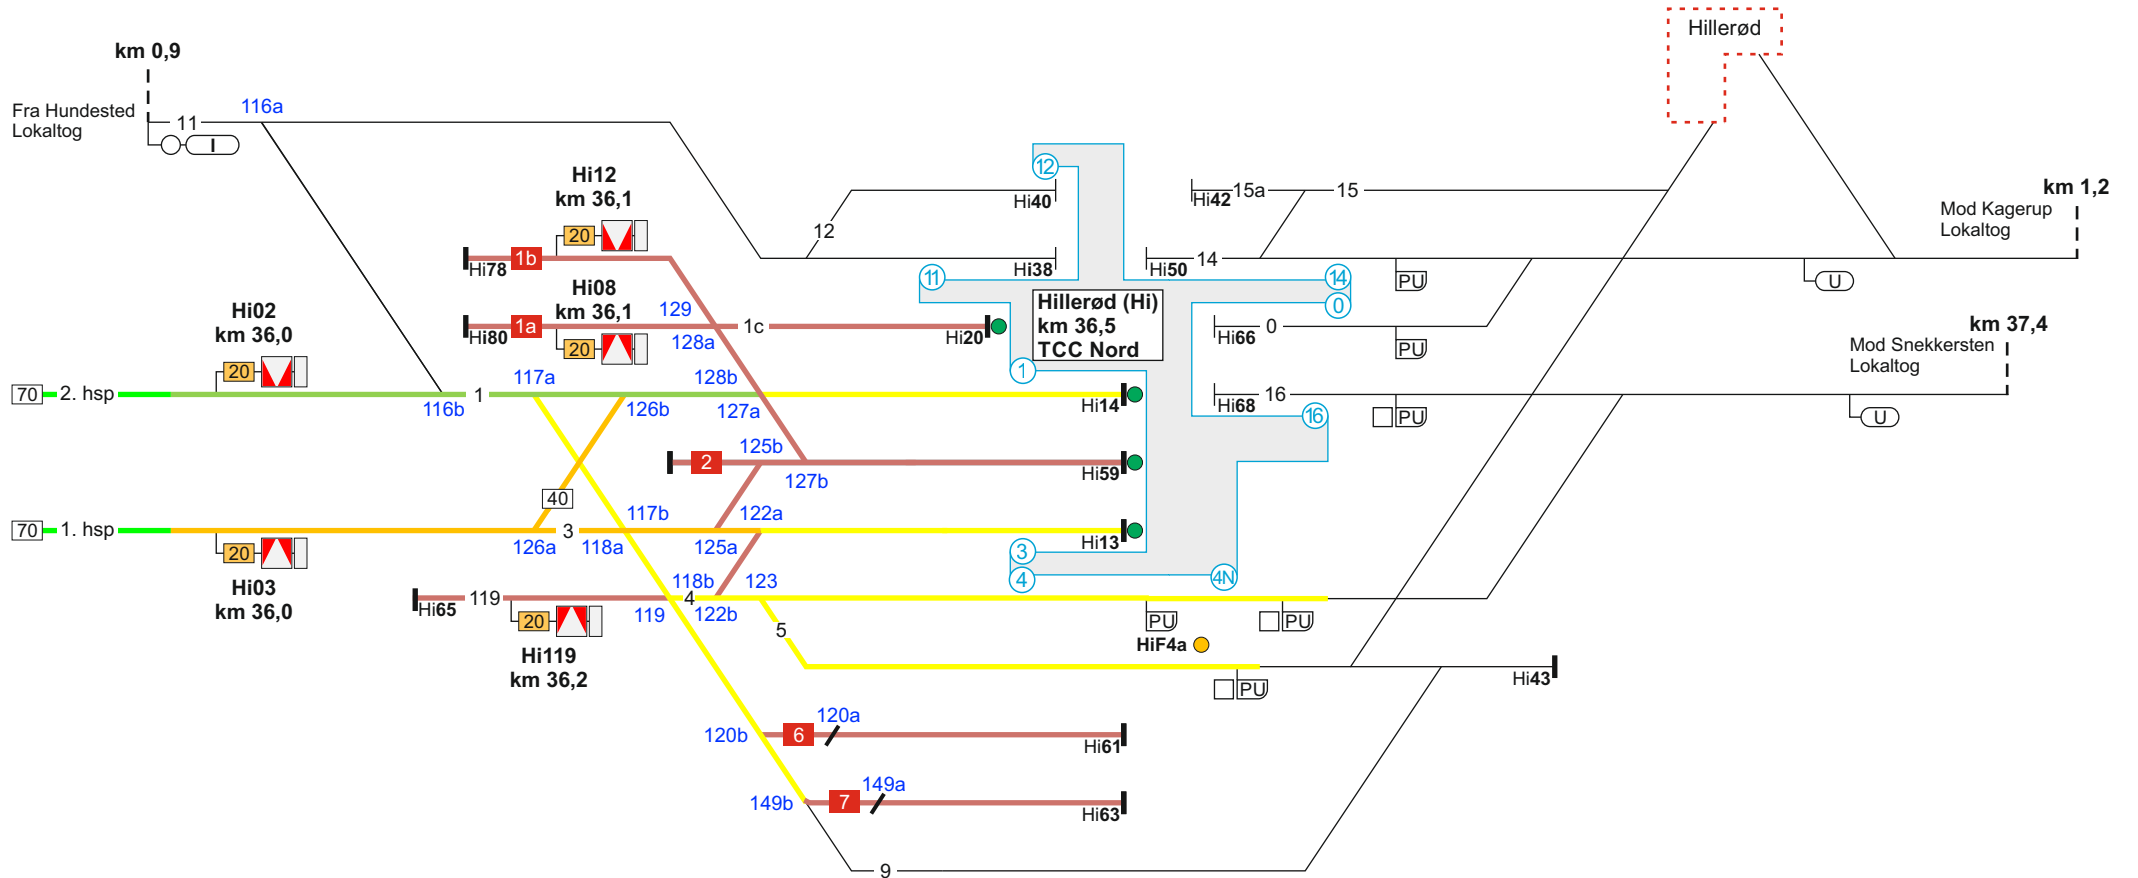 Hillerød
km 0,9
Fra Hundested
Lokaltog
11
116a
I
12
Hi12
km 36,1
20
Hi40
Hi42
15a
15
km 1,2
Mod Kagerup
Lokaltog
12
Hi78
1b
Hi38
Hi50
14
11
14
PU
U
Hi08
km 36,1
129
0
Hillerød (Hi)
km 36,5
TCC Nord
Hi02
km 36,0
Hi80
1a
1c
Hi20
Hi66
0
km 37,4
20
128a
PU
Mod Snekkersten
Lokaltog
20
117a
128b
1
70
2. hsp
1
116b
126b
127a
Hi14
Hi68
16
16
PU
U
125b
2
127b
Hi59
40
117b
122a
70
1. hsp
3
126a
118a
125a
Hi13
20
3
4
4N
Hi03
km 36,0
118b
123
Hi65
119
4
119
122b
20
PU
PU
5
HiF4a
Hi119
km 36,2
PU
Hi43
120a
120b
6
Hi61
149a
149b
7
Hi63
9